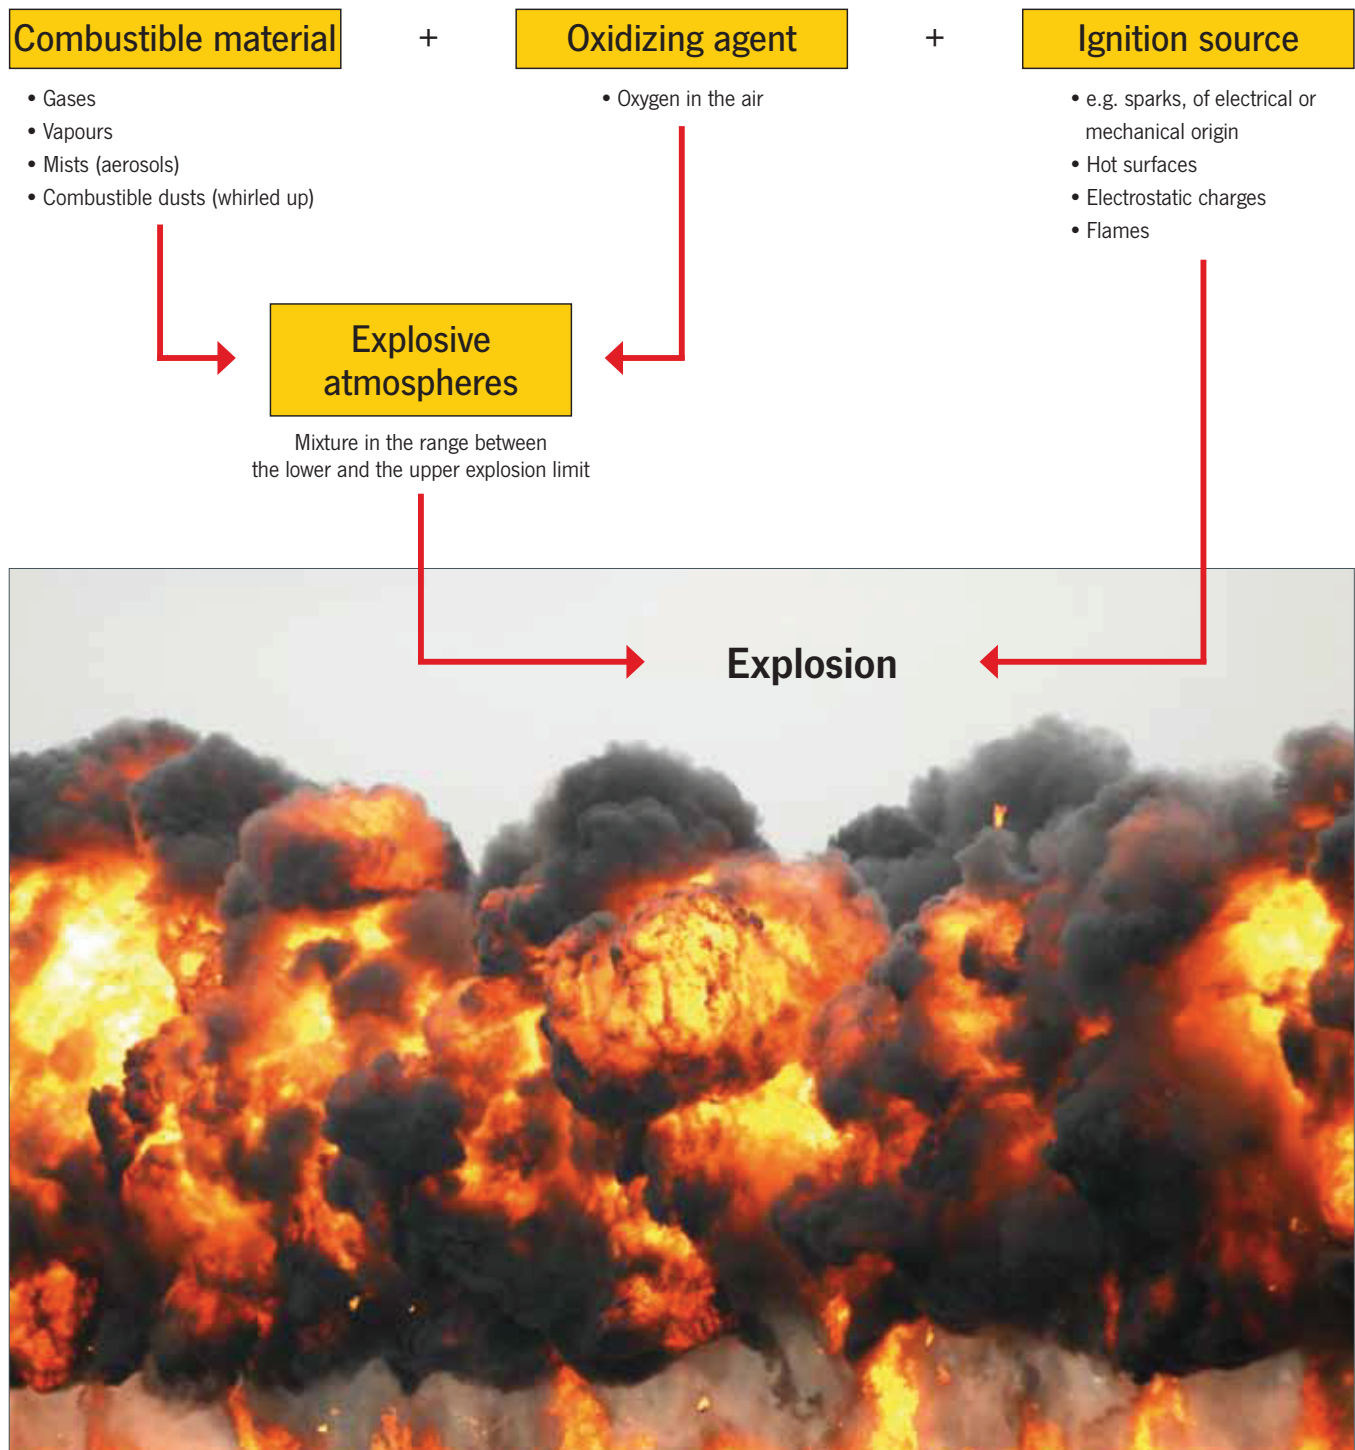 Combustible material + Oxidizing agent + Ignition source
• Gases
• Vapours
• Mists (aerosols)
• Combustible dusts (whirled up)
• Oxygen in the air
• e.g. sparks, of electrical or
mechanical origin
• Hot surfaces
• Electrostatic charges
• Flames
Explosive
atmospheres
Mixture in the range between
the lower and the upper explosion limit
Explosion